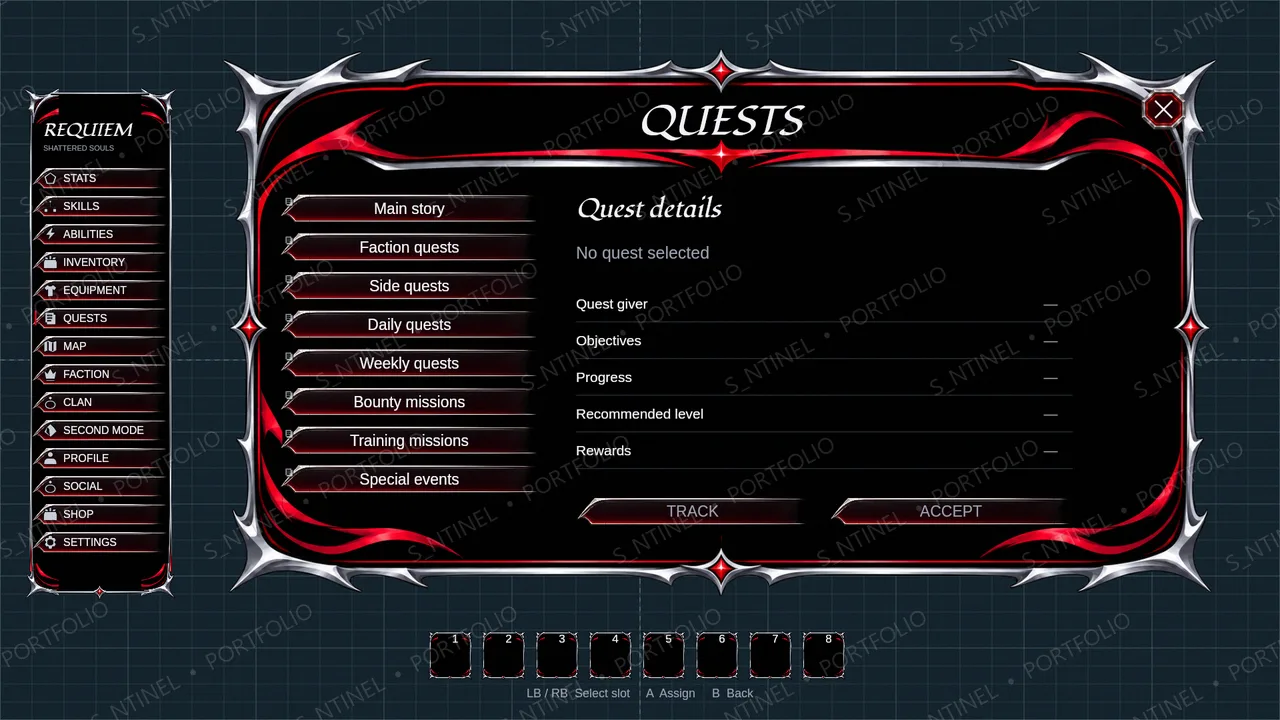 REQUIEM
SHATTERED SOULS
STATS
SKILLS
ABILITIES
INVENTORY
EQUIPMENT
QUESTS
MAP
FACTION
CLAN
SECOND MODE
PROFILE
SOCIAL
SHOP
SETTINGS
QUESTS
Main story
Faction quests
Side quests
Daily quests
Weekly quests
Bounty missions
Training missions
Special events
Quest details
No quest selected
Quest giver —
Objectives —
Progress —
Recommended level —
Rewards —
TRACK ACCEPT
1 2 3 4 5 6 7 8
LB / RB Select slot A Assign B Back
S_NTINEL • PORTFOLIO